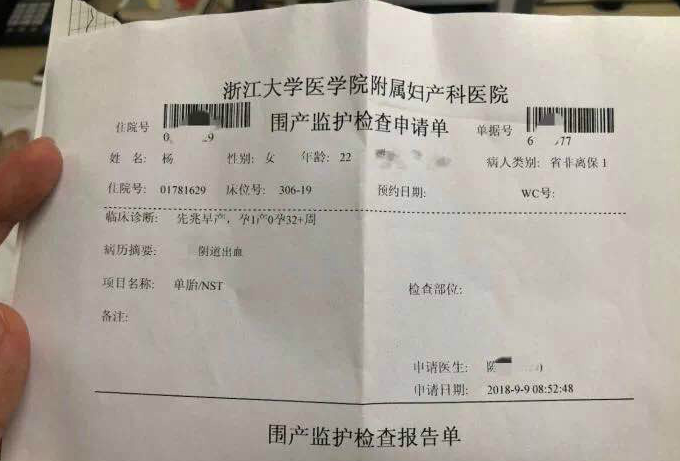 浙江大学医学院附属妇产科医院
围产监护检查申请单
住院号 0 9
单据号 6 77
姓 名: 杨 性别: 女 年龄: 22 病人类别: 省非离保1
住院号: 01781629 床位号: 306-19 预约日期: WC号:
临床诊断: 先兆早产，孕1产0孕32+周
病历摘要: 阴道出血
项目名称: 单胎/NST 检查部位:
备注:
申请医生:
申请日期: 2018-9-9 08:52:48
围产监护检查报告单